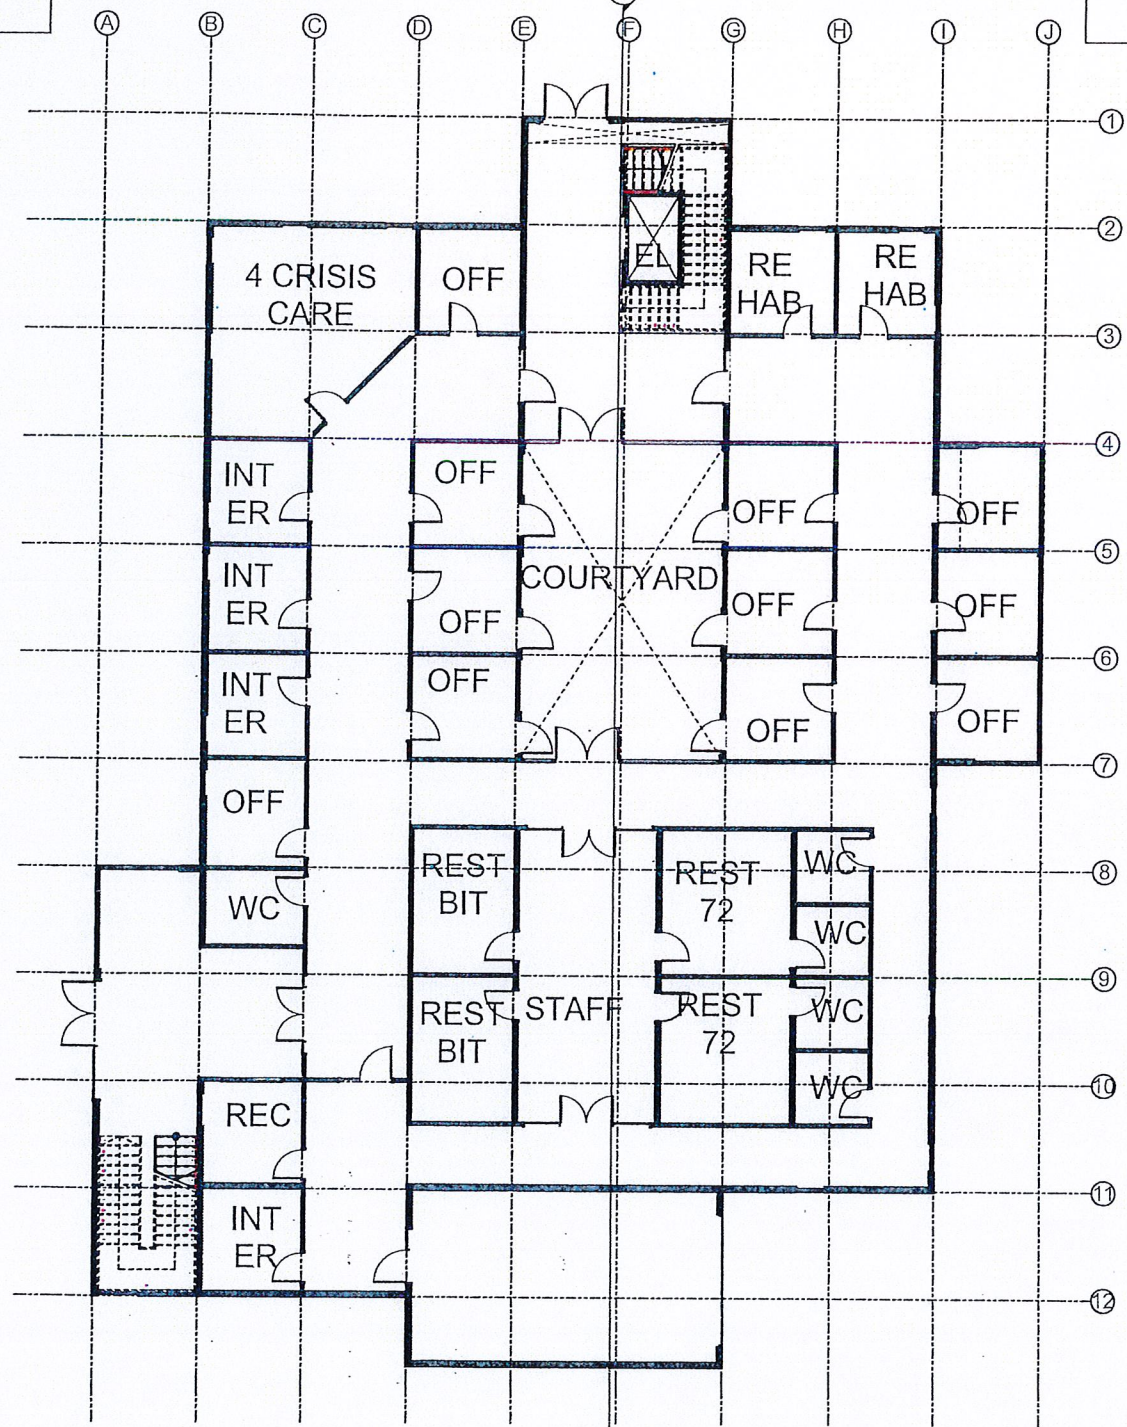 A B C D E F G H I J
1
2
4 CRISIS
CARE
OFF
EL
RE
HAB
RE
HAB
3
4
INT
ER
OFF
OFF
OFF
5
INT
ER
OFF
COURTYARD
OFF
OFF
6
INT
ER
OFF
OFF
OFF
7
OFF
REST
BIT
REST
72
WC
8
WC
WC
9
REST
BIT
STAFF
REST
72
WC
WC
10
REC
11
INT
ER
12